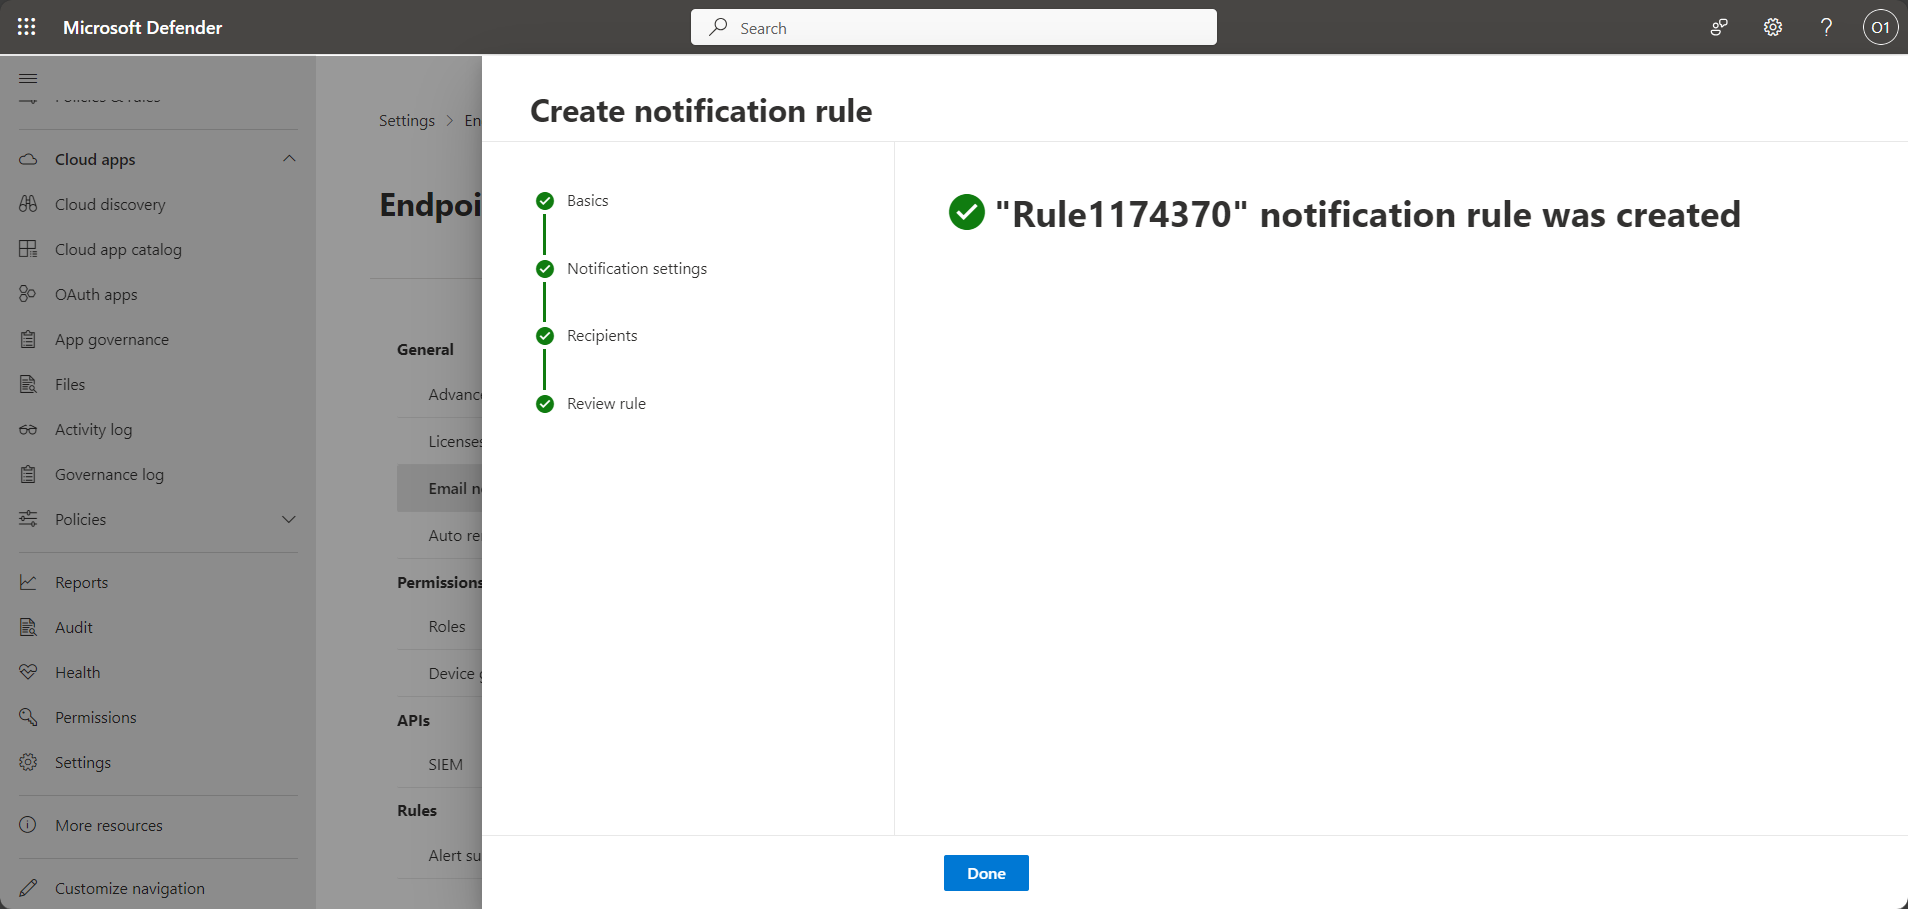 Microsoft Defender
Search
O1
Cloud apps
Cloud discovery
Cloud app catalog
OAuth apps
App governance
Files
Activity log
Governance log
Policies
Reports
Audit
Health
Permissions
Settings
More resources
Customize navigation
Settings > En
Endpoi
General
Advanc
Licenses
Email n
Auto re
Permissions
Roles
Device
APIs
SIEM
Rules
Alert su
Create notification rule
Basics
Notification settings
Recipients
Review rule
"Rule1174370" notification rule was created
Done